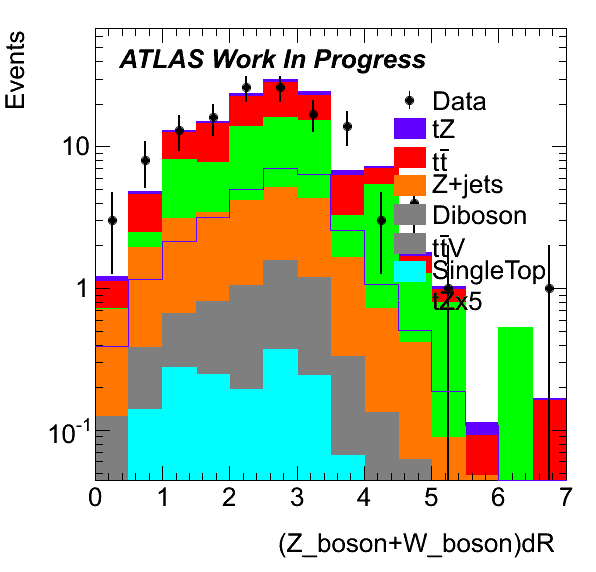 Events
ATLAS Work In Progress
Data
tZ
tt̄
Z+jets
Diboson
tt̄V
SingleTop
tZx5
10
1
10⁻¹
0 1 2 3 4 5 6 7
(Z_boson+W_boson)dR